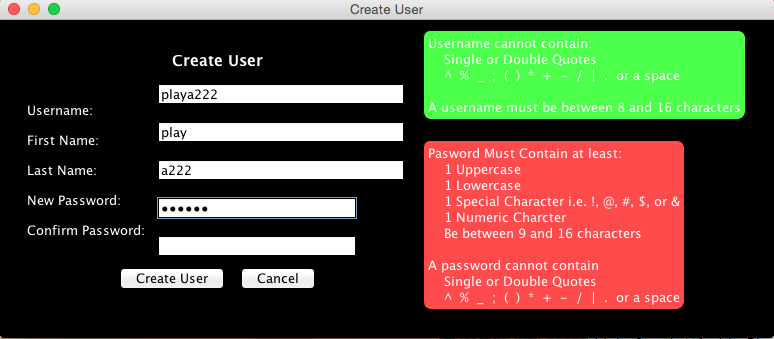 Create User
Create User
Username:
playa222
First Name:
play
Last Name:
a222
New Password:
••••••
Confirm Password:
Create User
Cancel
Username cannot contain:
Single or Double Quotes
^ % _ ; ( ) * + - / | . or a space
A username must be between 8 and 16 characters
Pasword Must Contain at least:
1 Uppercase
1 Lowercase
1 Special Character i.e. !, @, #, $, or &
1 Numeric Charcter
Be between 9 and 16 characters
A password cannot contain
Single or Double Quotes
^ % _ ; ( ) * + - / | . or a space